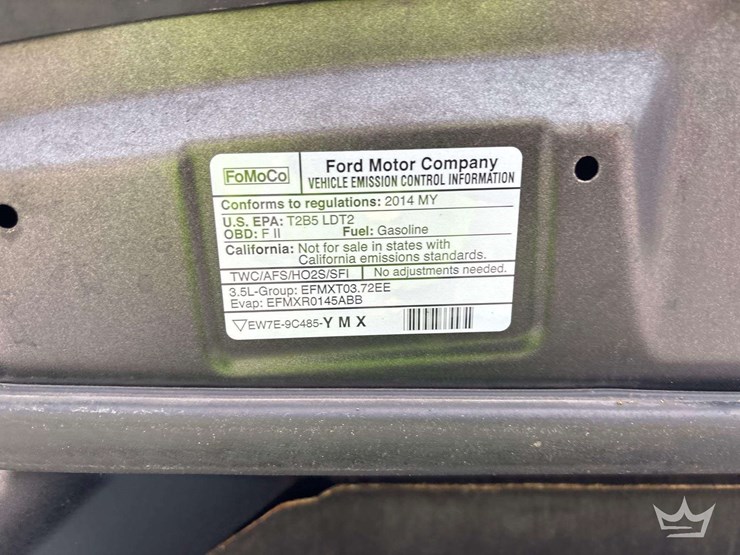 FoMoCo
Ford Motor Company
VEHICLE EMISSION CONTROL INFORMATION
Conforms to regulations: 2014 MY
U.S. EPA: T2B5 LDT2
OBD: F II Fuel: Gasoline
California: Not for sale in states with
California emissions standards.
TWC/AFS/HO2S/SFI No adjustments needed.
3.5L-Group: EFMXT03.72EE
Evap: EFMXR0145ABB
EW7E-9C485-Y M X